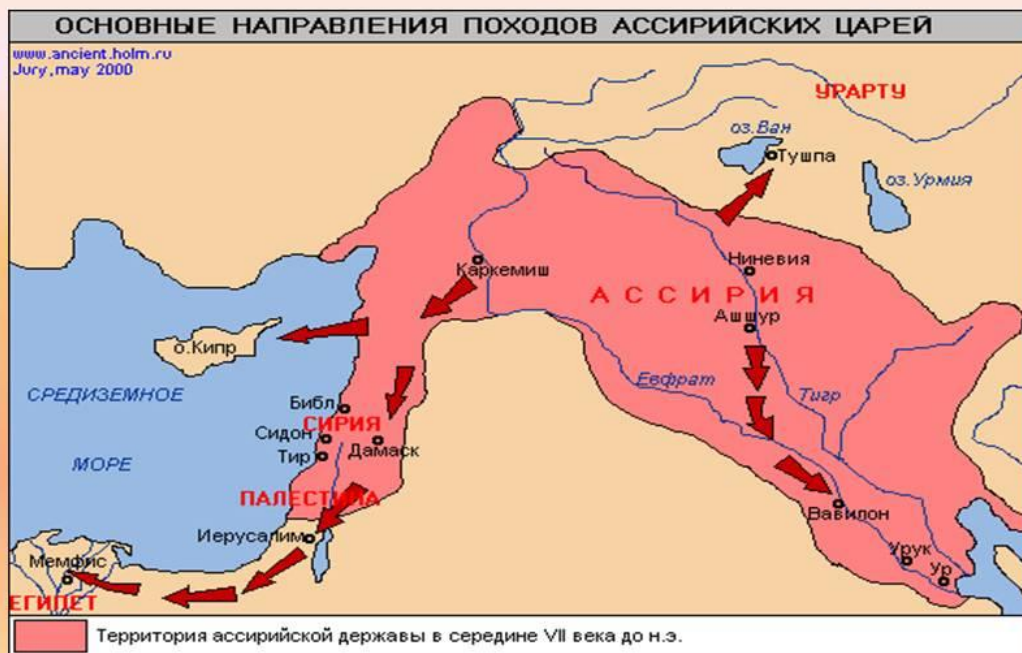 ОСНОВНЫЕ НАПРАВЛЕНИЯ ПОХОДОВ АССИРИЙСКИХ ЦАРЕЙ
www.ancient.holm.ru
Jury,may 2000
УРАРТУ
оз.Ван
Тушпа
оз.Урмия
Каркемиш
Ниневия
АССИРИЯ
Ашшур
о.Кипр
Евфрат
Тигр
СРЕДИЗЕМНОЕ
МОРЕ
Библ
СИРИЯ
Сидон
Дамаск
Тир
ПАЛЕСТИНА
Иерусалим
Вавилон
Урук
Ур
Мемфис
ЕГИПЕТ
Территория ассирийской державы в середине VII века до н.э.